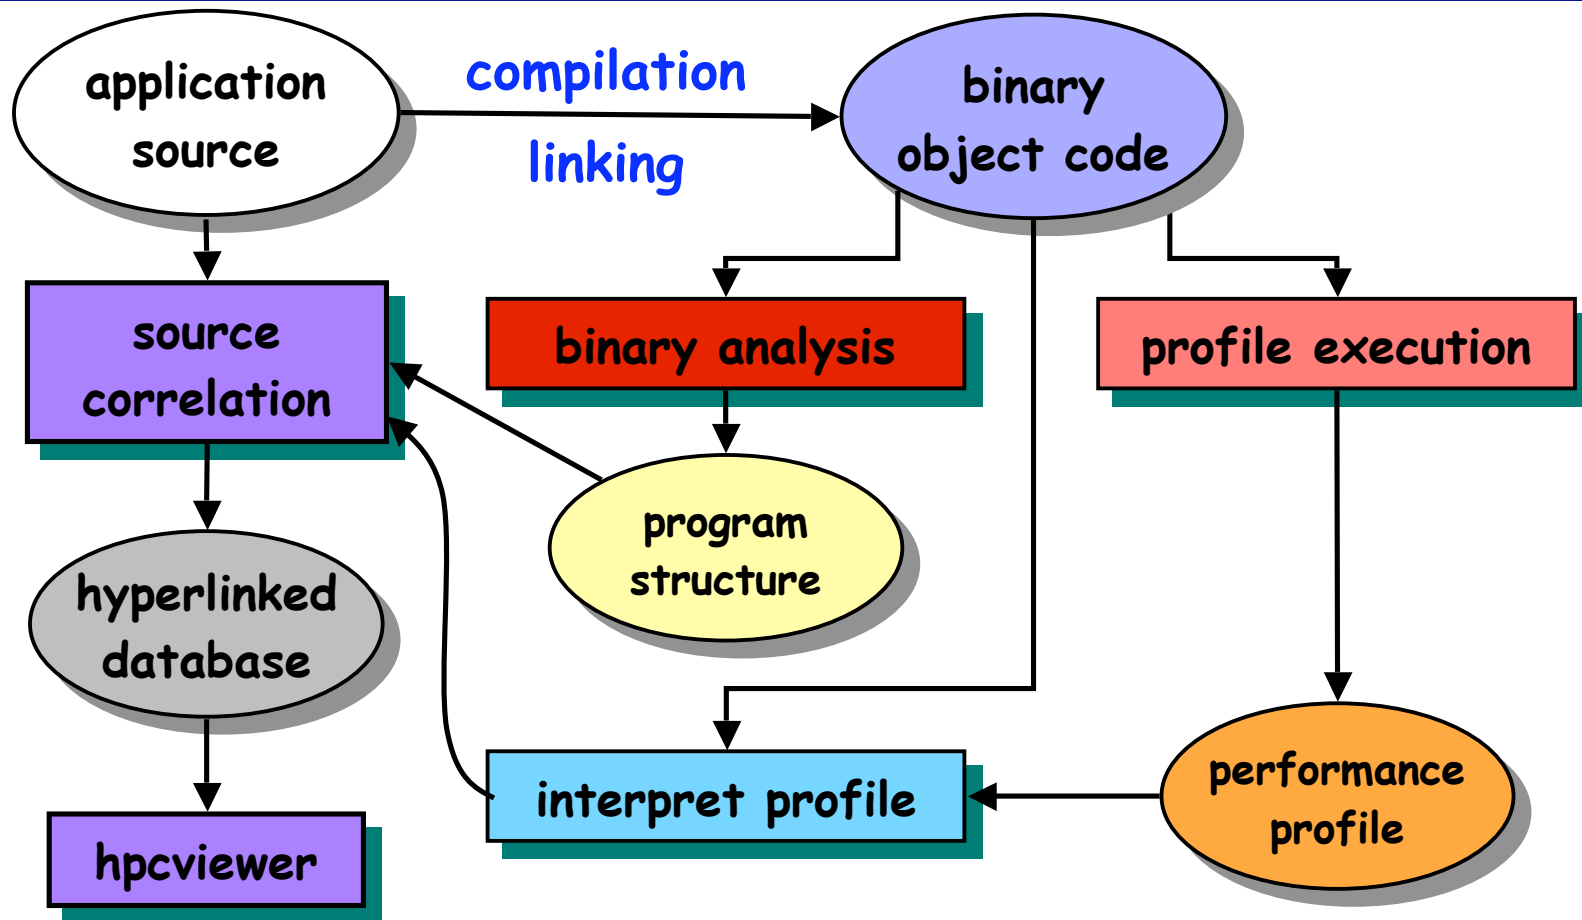 application
source
compilation
linking
binary
object code
source
correlation
binary analysis
profile execution
program
structure
hyperlinked
database
interpret profile
performance
profile
hpcviewer